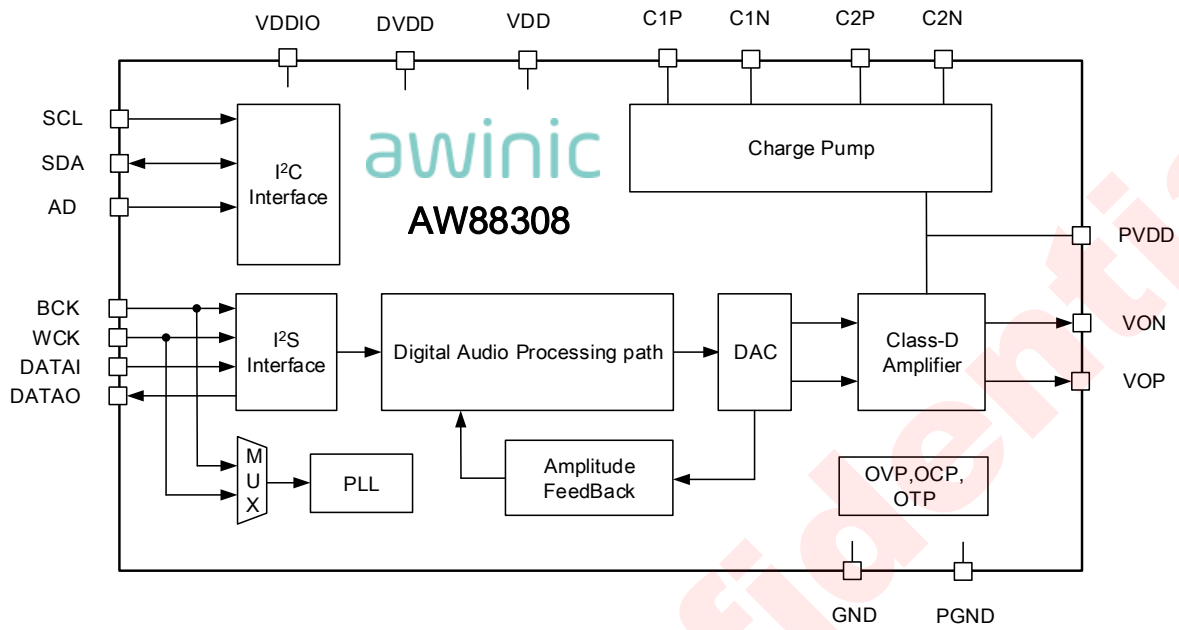 VDDIO DVDD VDD C1P C1N C2P C2N
SCL
SDA
AD
I²C
Interface
awinic
AW88308
Charge Pump
PVDD
BCK
WCK
DATAI
DATAO
I²S
Interface
Digital Audio Processing path
DAC
Class-D
Amplifier
VON
VOP
M
U
X
PLL
Amplitude
FeedBack
OVP,OCP,
OTP
GND PGND
fidentia